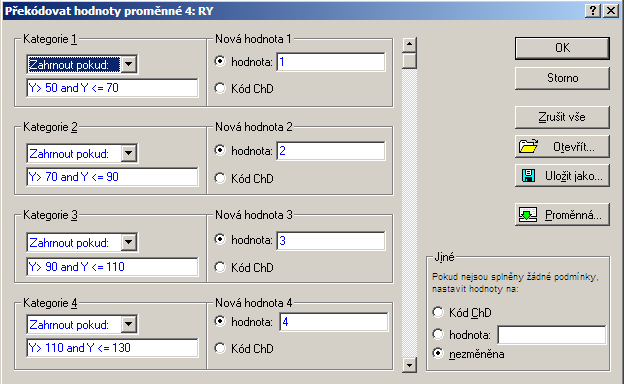 Překódovat hodnoty proměnné 4: RY
Kategorie 1
Zahrnout pokud:
Y> 50 and Y <= 70
Nová hodnota 1
hodnota: 1
Kód ChD
Kategorie 2
Zahrnout pokud:
Y> 70 and Y <= 90
Nová hodnota 2
hodnota: 2
Kód ChD
Kategorie 3
Zahrnout pokud:
Y> 90 and Y <= 110
Nová hodnota 3
hodnota: 3
Kód ChD
Kategorie 4
Zahrnout pokud:
Y> 110 and Y <= 130
Nová hodnota 4
hodnota: 4
Kód ChD
OK
Storno
Zrušit vše
Otevřít...
Uložit jako...
Proměnná...
Jiné
Pokud nejsou splněny žádné podmínky,
nastavit hodnoty na:
Kód ChD
hodnota:
nezměněna